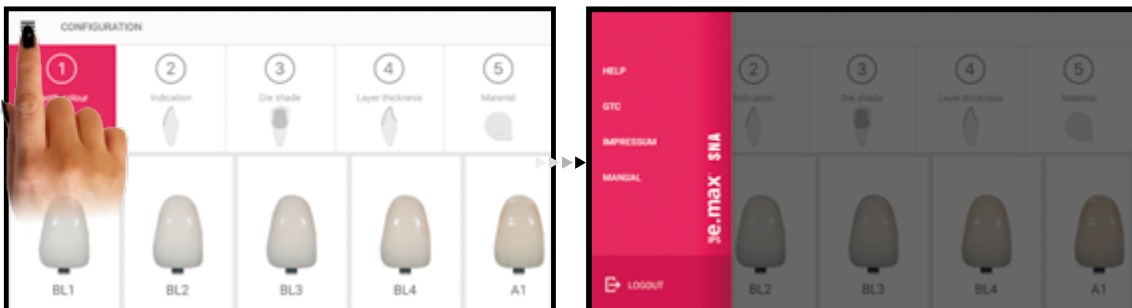 CONFIGURATION
1
2
3
4
5
Indication
Die shade
Layer thickness
Material
BL1
BL2
BL3
BL4
A1
HELP
GTC
IMPRESSUM
MANUAL
IPS e.max SNA
LOGOUT
2
3
4
5
Indication
Die shade
Layer thickness
Material
BL2
BL3
BL4
A1